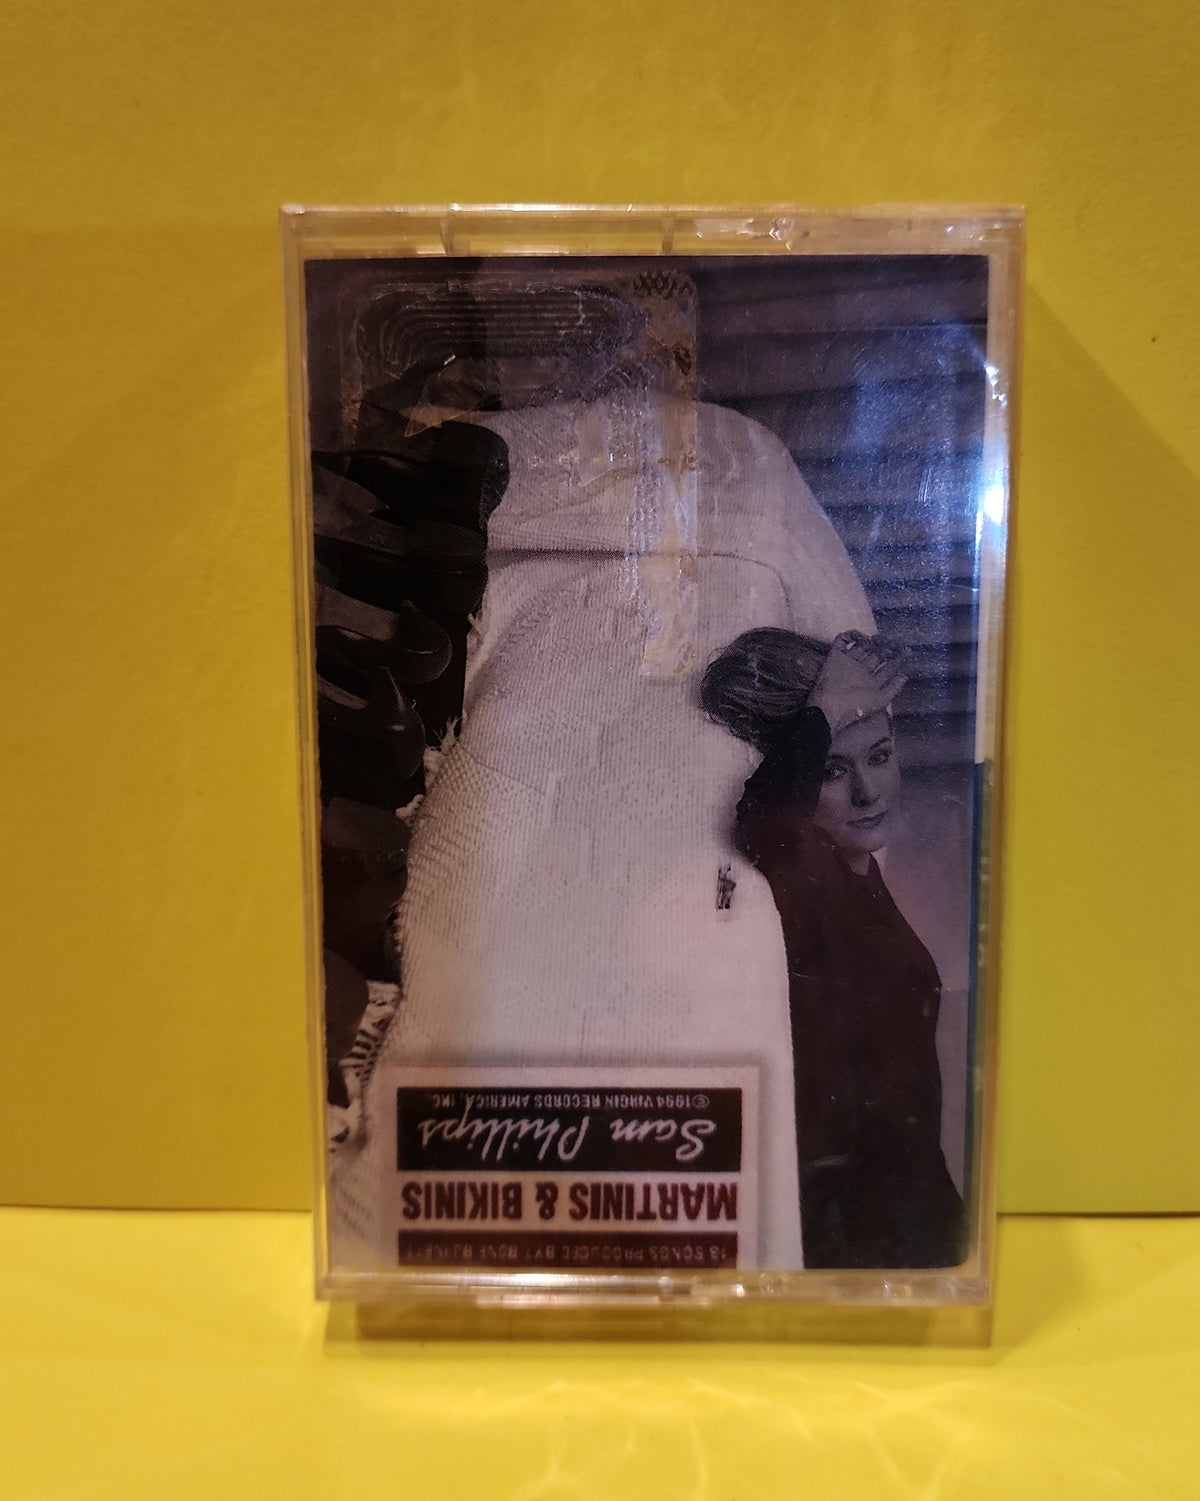 13 SONGS PRODUCED BY T BONE BURNETT
MARTINIS & BIKINIS
Sam Phillips
©1994 VIRGIN RECORDS AMERICA, INC.